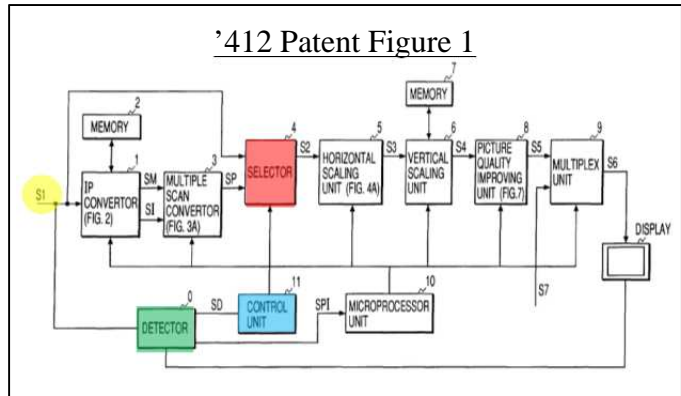 ’412 Patent Figure 1
7
MEMORY
2
MEMORY
4
5
6
8
9
1
3
S1
IP
CONVERTOR
(FIG. 2)
SM
SI
MULTIPLE
SCAN
CONVERTOR
(FIG. 3A)
SP
SELECTOR
S2
HORIZONTAL
SCALING
UNIT (FIG. 4A)
S3
VERTICAL
SCALING
UNIT
S4
PICTURE
QUALITY
IMPROVING
UNIT (FIG.7)
S5
MULTIPLEX
UNIT
S6
DISPLAY
0
DETECTOR
SD
11
CONTROL
UNIT
SPI
10
MICROPROCESSOR
UNIT
S7